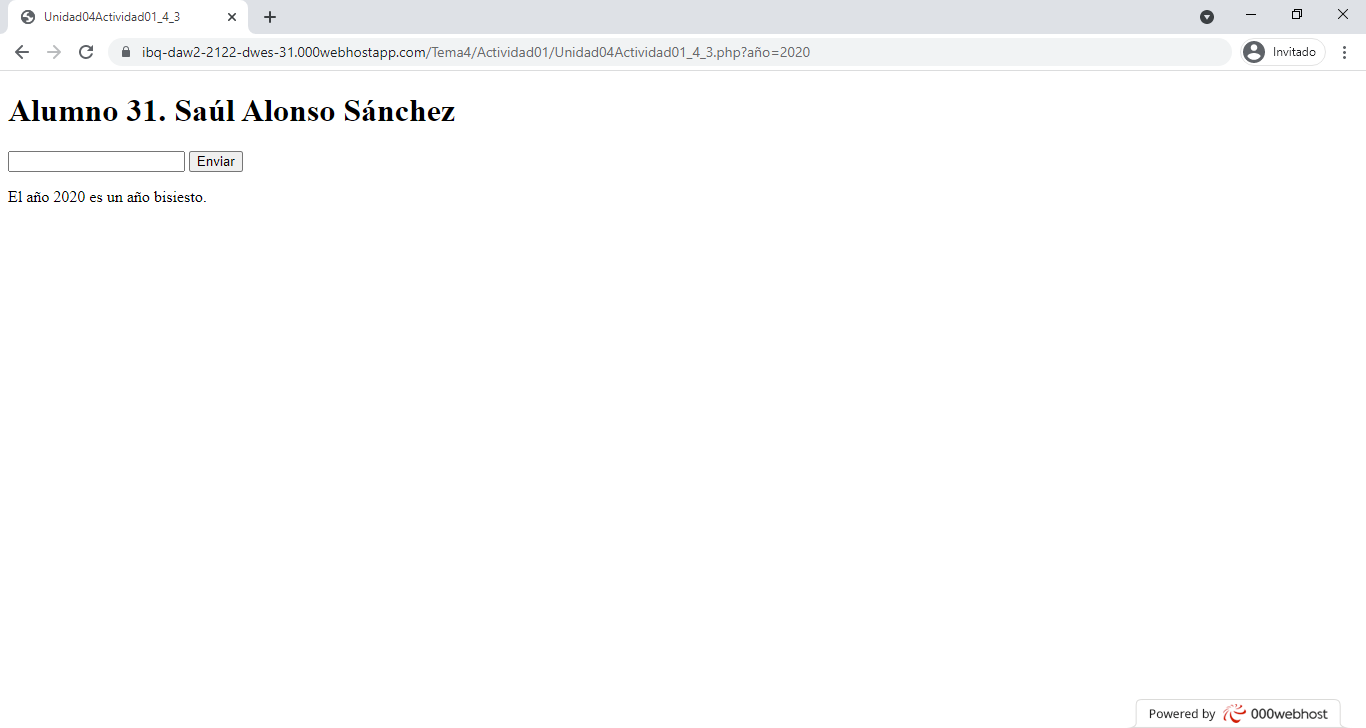 Unidad04Actividad01_4_3
ibq-daw2-2122-dwes-31.000webhostapp.com/Tema4/Actividad01/Unidad04Actividad01_4_3.php?año=2020
Invitado
Alumno 31. Saúl Alonso Sánchez
Enviar
El año 2020 es un año bisiesto.
Powered by 000webhost